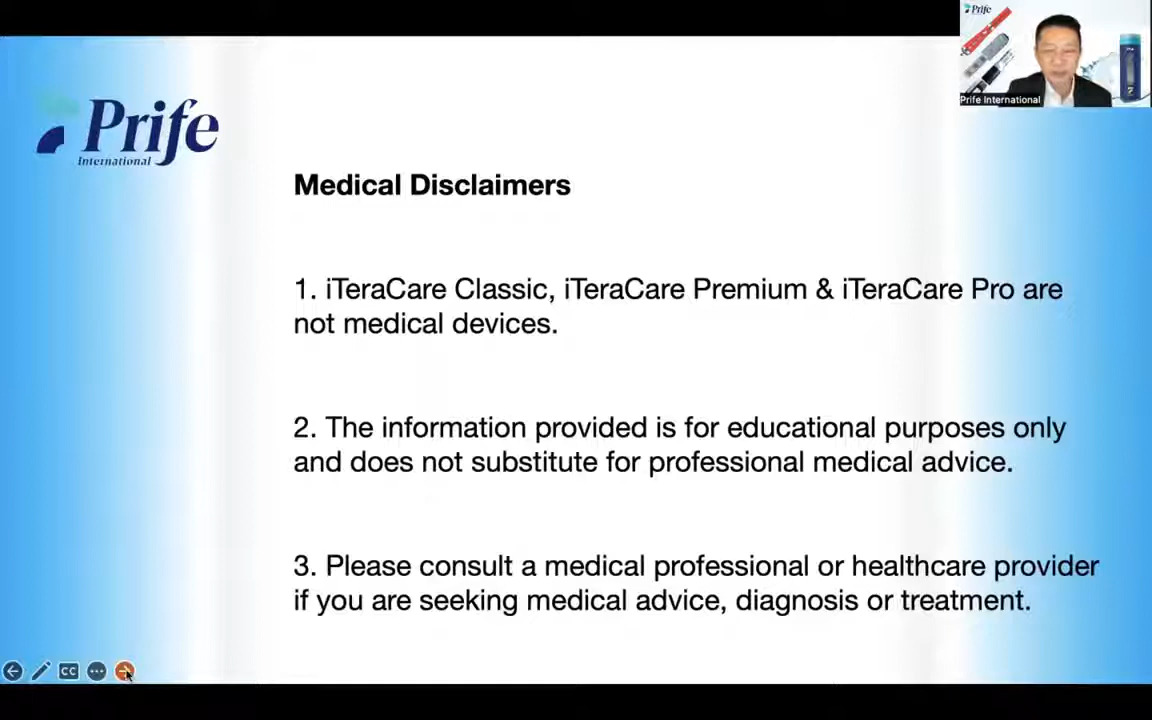 Prife
Prife International
Prife
International
Medical Disclaimers
1. iTeraCare Classic, iTeraCare Premium & iTeraCare Pro are
not medical devices.
2. The information provided is for educational purposes only
and does not substitute for professional medical advice.
3. Please consult a medical professional or healthcare provider
if you are seeking medical advice, diagnosis or treatment.
CC